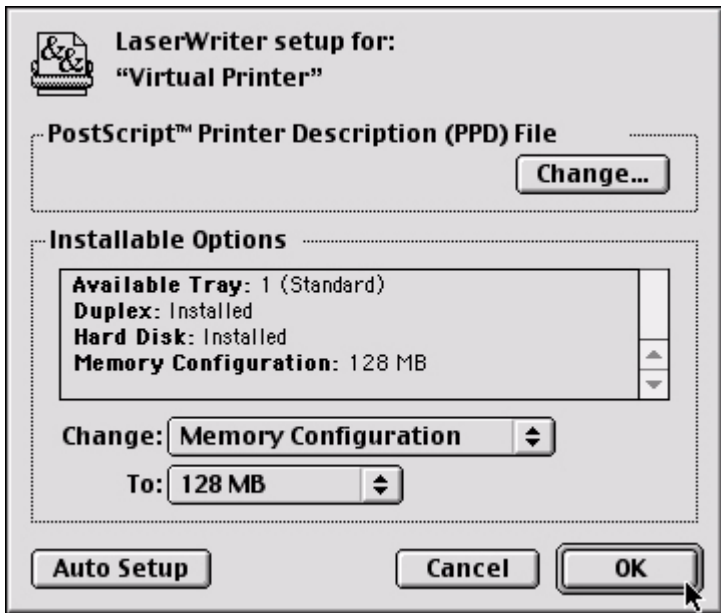 LaserWriter setup for:
“Virtual Printer”
PostScript™ Printer Description (PPD) File
Change...
Installable Options
Available Tray: 1 (Standard)
Duplex: Installed
Hard Disk: Installed
Memory Configuration: 128 MB
Change: Memory Configuration
To: 128 MB
Auto Setup Cancel OK